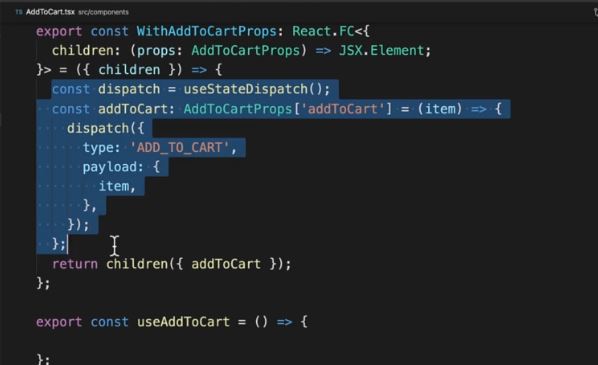 TS AddToCart.tsx src/components
export const WithAddToCartProps: React.FC<{
  children: (props: AddToCartProps) => JSX.Element;
}> = ({ children }) => {
  const dispatch = useStateDispatch();
  const addToCart: AddToCartProps['addToCart'] = (item) => {
    dispatch({
      type: 'ADD_TO_CART',
      payload: {
        item,
      },
    });
  };
  return children({ addToCart });
};
export const useAddToCart = () => {
};